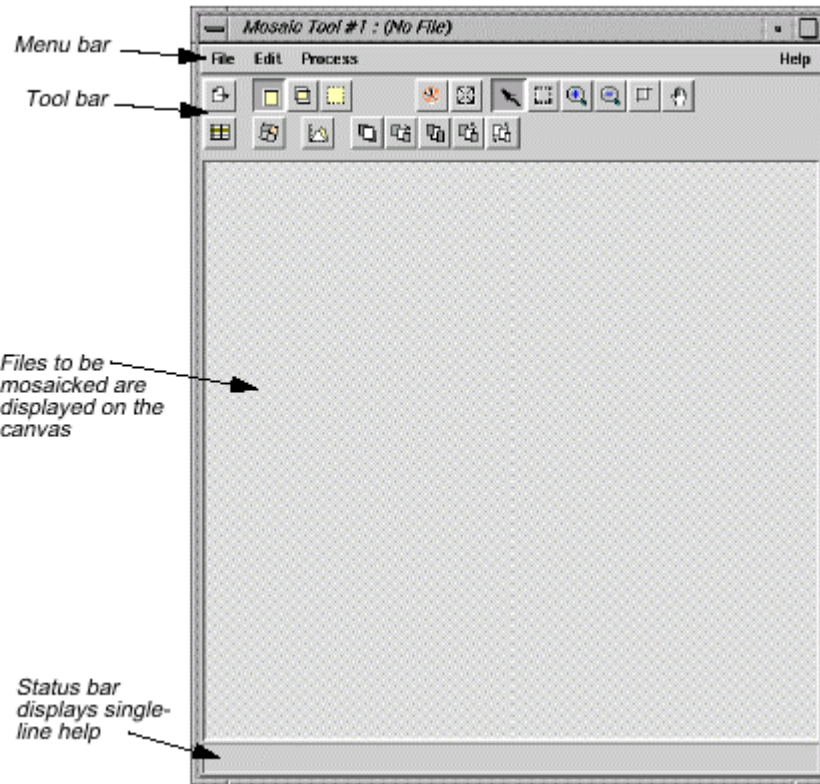 Mosaic Tool #1 : (No File)
Menu bar
File Edit Process Help
Tool bar
Files to be
mosaicked are
displayed on the
canvas
Status bar
displays single-
line help